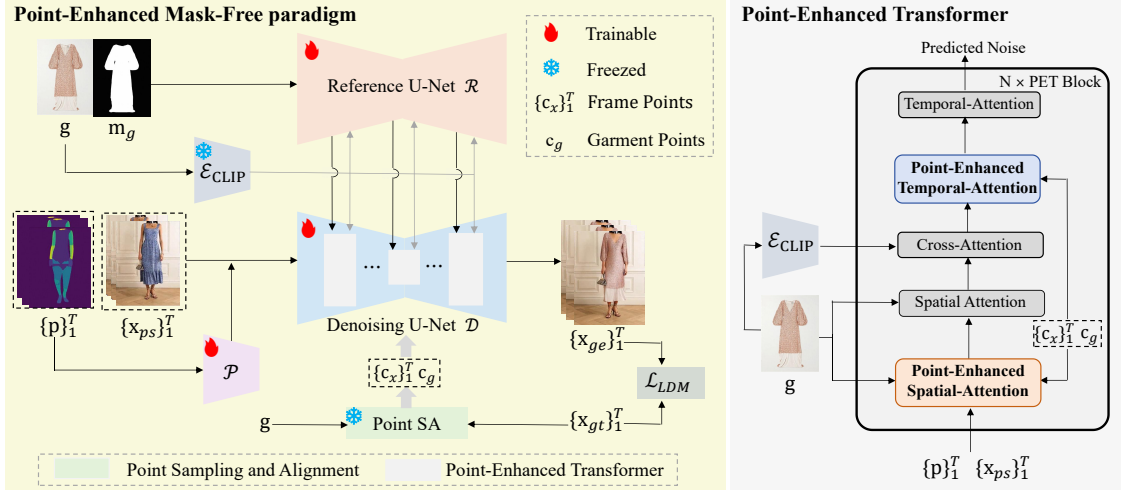 Point-Enhanced Mask-Free paradigm
g
m_g
Reference U-Net ℛ
Trainable
Freezed
{c_x}_1^T Frame Points
c_g Garment Points
ℰ_CLIP
...
...
{p}_1^T
{x_ps}_1^T
Denoising U-Net 𝒟
{x_ge}_1^T
𝒫
{c_x}_1^T c_g
ℒ_LDM
g
Point SA
{x_gt}_1^T
Point Sampling and Alignment
Point-Enhanced Transformer
Point-Enhanced Transformer
Predicted Noise
N × PET Block
Temporal-Attention
Point-Enhanced
Temporal-Attention
ℰ_CLIP
Cross-Attention
Spatial Attention
{c_x}_1^T c_g
Point-Enhanced
Spatial-Attention
g
{p}_1^T {x_ps}_1^T